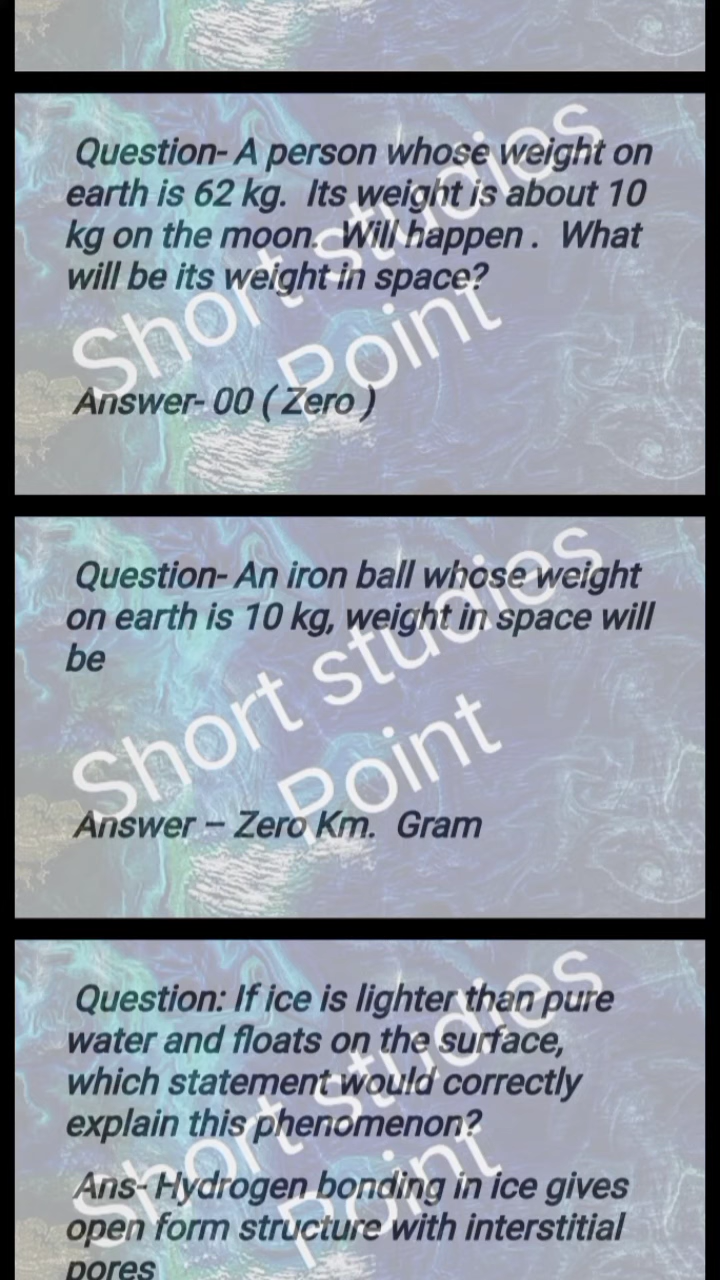 Question- A person whose weight on
earth is 62 kg.  Its weight is about 10
kg on the moon.  Will happen .  What
will be its weight in space?
Answer- 00 ( Zero )
Short studies
Point
Question- An iron ball whose weight
on earth is 10 kg, weight in space will
be
Answer – Zero Km.  Gram
Short studies
Point
Question: If ice is lighter than pure
water and floats on the surface,
which statement would correctly
explain this phenomenon?
Ans- Hydrogen bonding in ice gives
open form structure with interstitial
pores
Short studies
Point